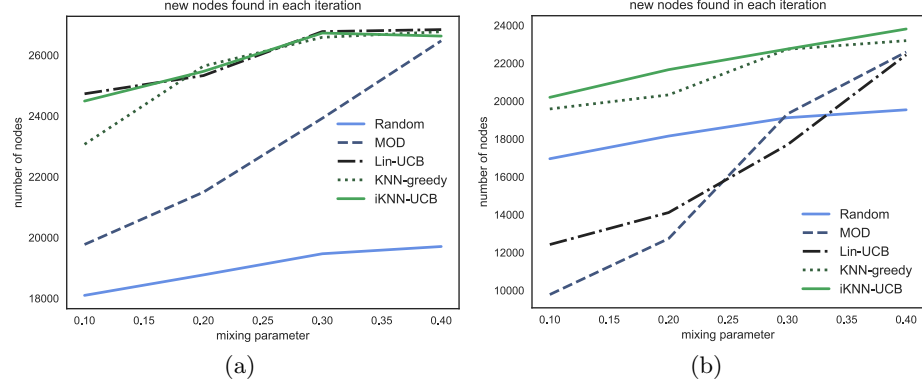 new nodes found in each iteration
number of nodes
26000
24000
22000
20000
18000
Random
MOD
Lin-UCB
KNN-greedy
iKNN-UCB
0.10 0.15 0.20 0.25 0.30 0.35 0.40
mixing parameter
(a)
new nodes found in each iteration
number of nodes
24000
22000
20000
18000
16000
14000
12000
10000
Random
MOD
Lin-UCB
KNN-greedy
iKNN-UCB
0.10 0.15 0.20 0.25 0.30 0.35 0.40
mixing parameter
(b)